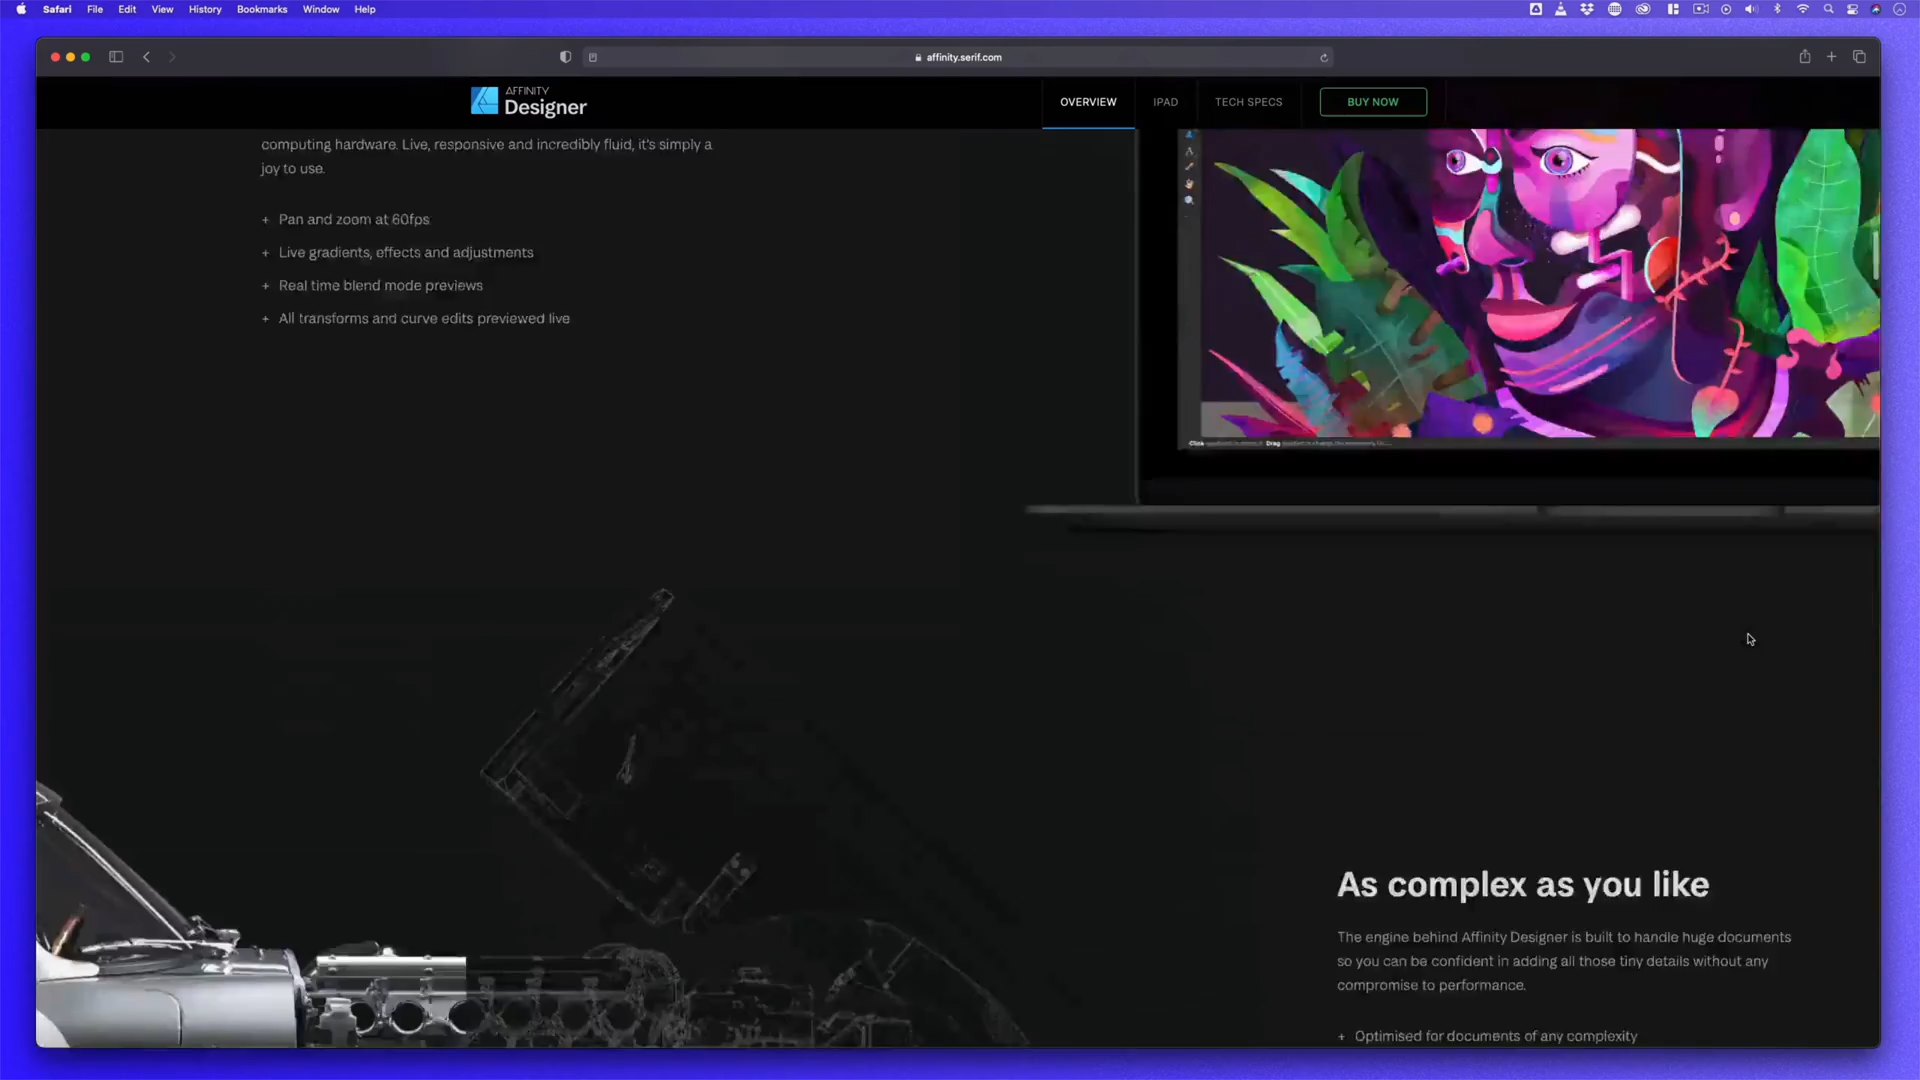 Safari File Edit View History Bookmarks Window Help
affinity.serif.com
AFFINITY
Designer
OVERVIEW IPAD TECH SPECS BUY NOW
computing hardware. Live, responsive and incredibly fluid, it's simply a
joy to use.
+ Pan and zoom at 60fps
+ Live gradients, effects and adjustments
+ Real time blend mode previews
+ All transforms and curve edits previewed live
As complex as you like
The engine behind Affinity Designer is built to handle huge documents
so you can be confident in adding all those tiny details without any
compromise to performance.
+ Optimised for documents of any complexity